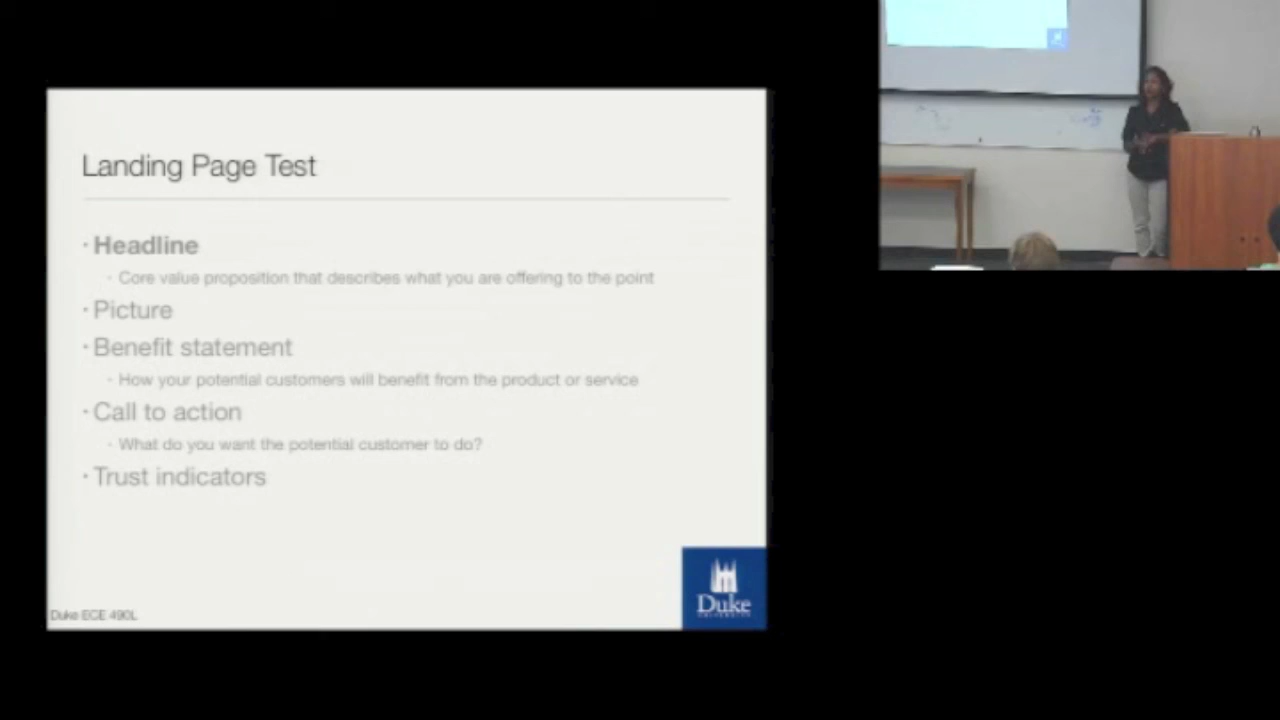 Landing Page Test
· Headline
· Core value proposition that describes what you are offering to the point
· Picture
· Benefit statement
· How your potential customers will benefit from the product or service
· Call to action
· What do you want the potential customer to do?
· Trust indicators
Duke
UNIVERSITY
Duke ECE 490L